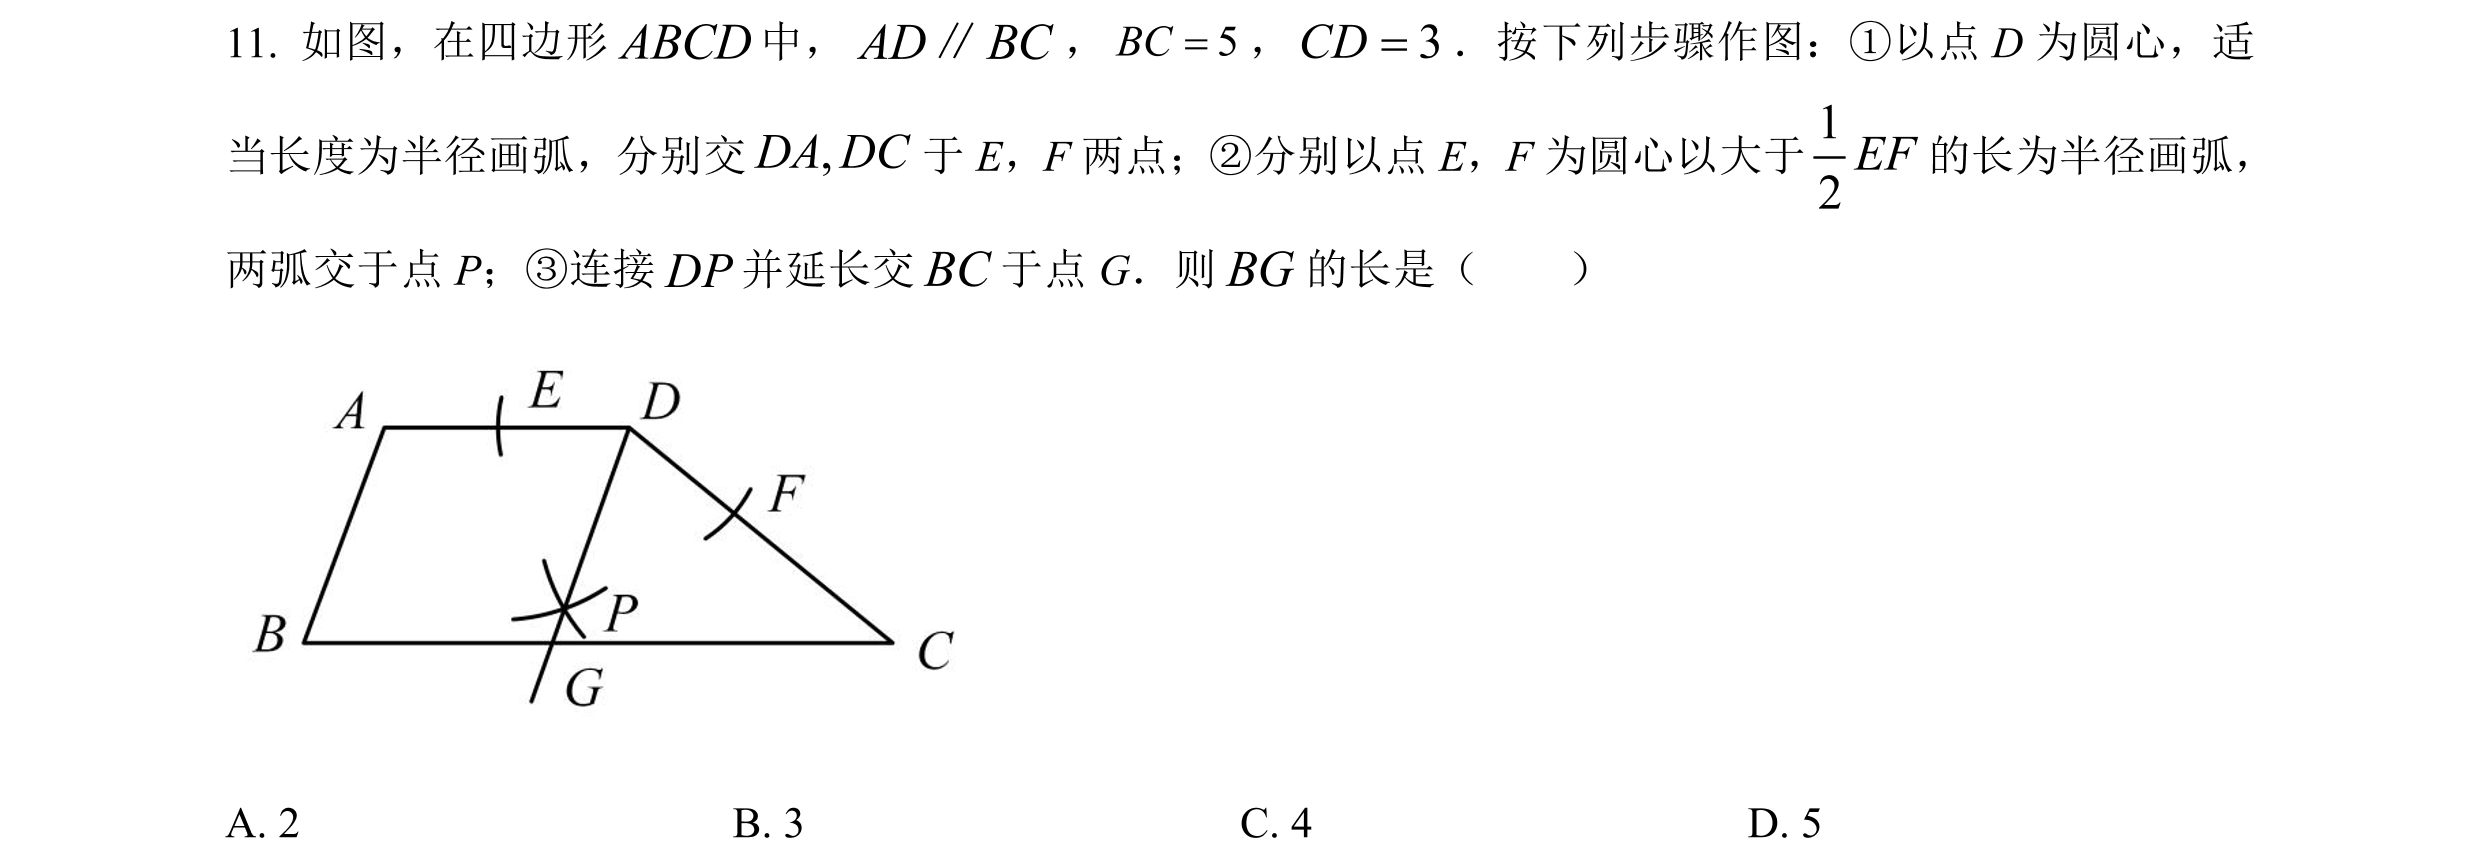 11. 如图，在四边形 ABCD 中， AD // BC ， BC = 5 ， CD = 3 ．按下列步骤作图：①以点 D 为圆心，适
当长度为半径画弧，分别交 DA, DC 于 E，F 两点；②分别以点 E，F 为圆心以大于 1/2 EF 的长为半径画弧，
两弧交于点 P；③连接 DP 并延长交 BC 于点 G．则 BG 的长是（  ）
E
D
A
F
P
B
C
G
A. 2 B. 3 C. 4 D. 5